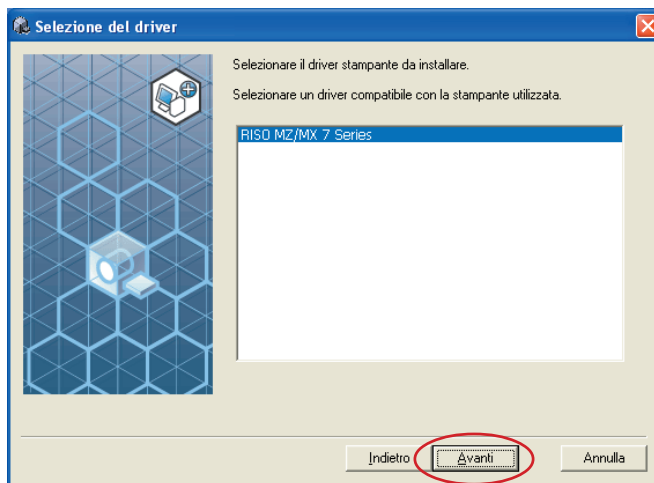 Selezione del driver
Selezionare il driver stampante da installare.
Selezionare un driver compatibile con la stampante utilizzata.
RISO MZ/MX 7 Series
Indietro
Avanti
Annulla